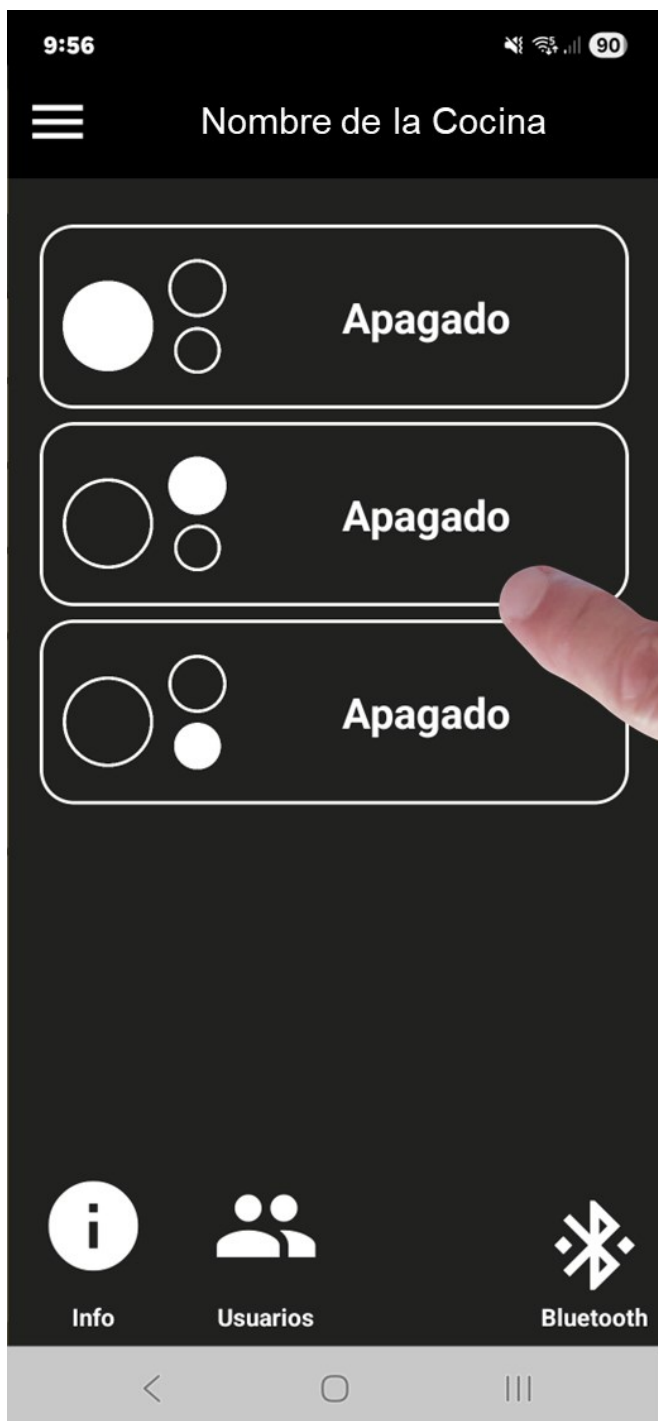 9:56
90
Nombre de la Cocina
Apagado
Apagado
Apagado
Info
Usuarios
Bluetooth